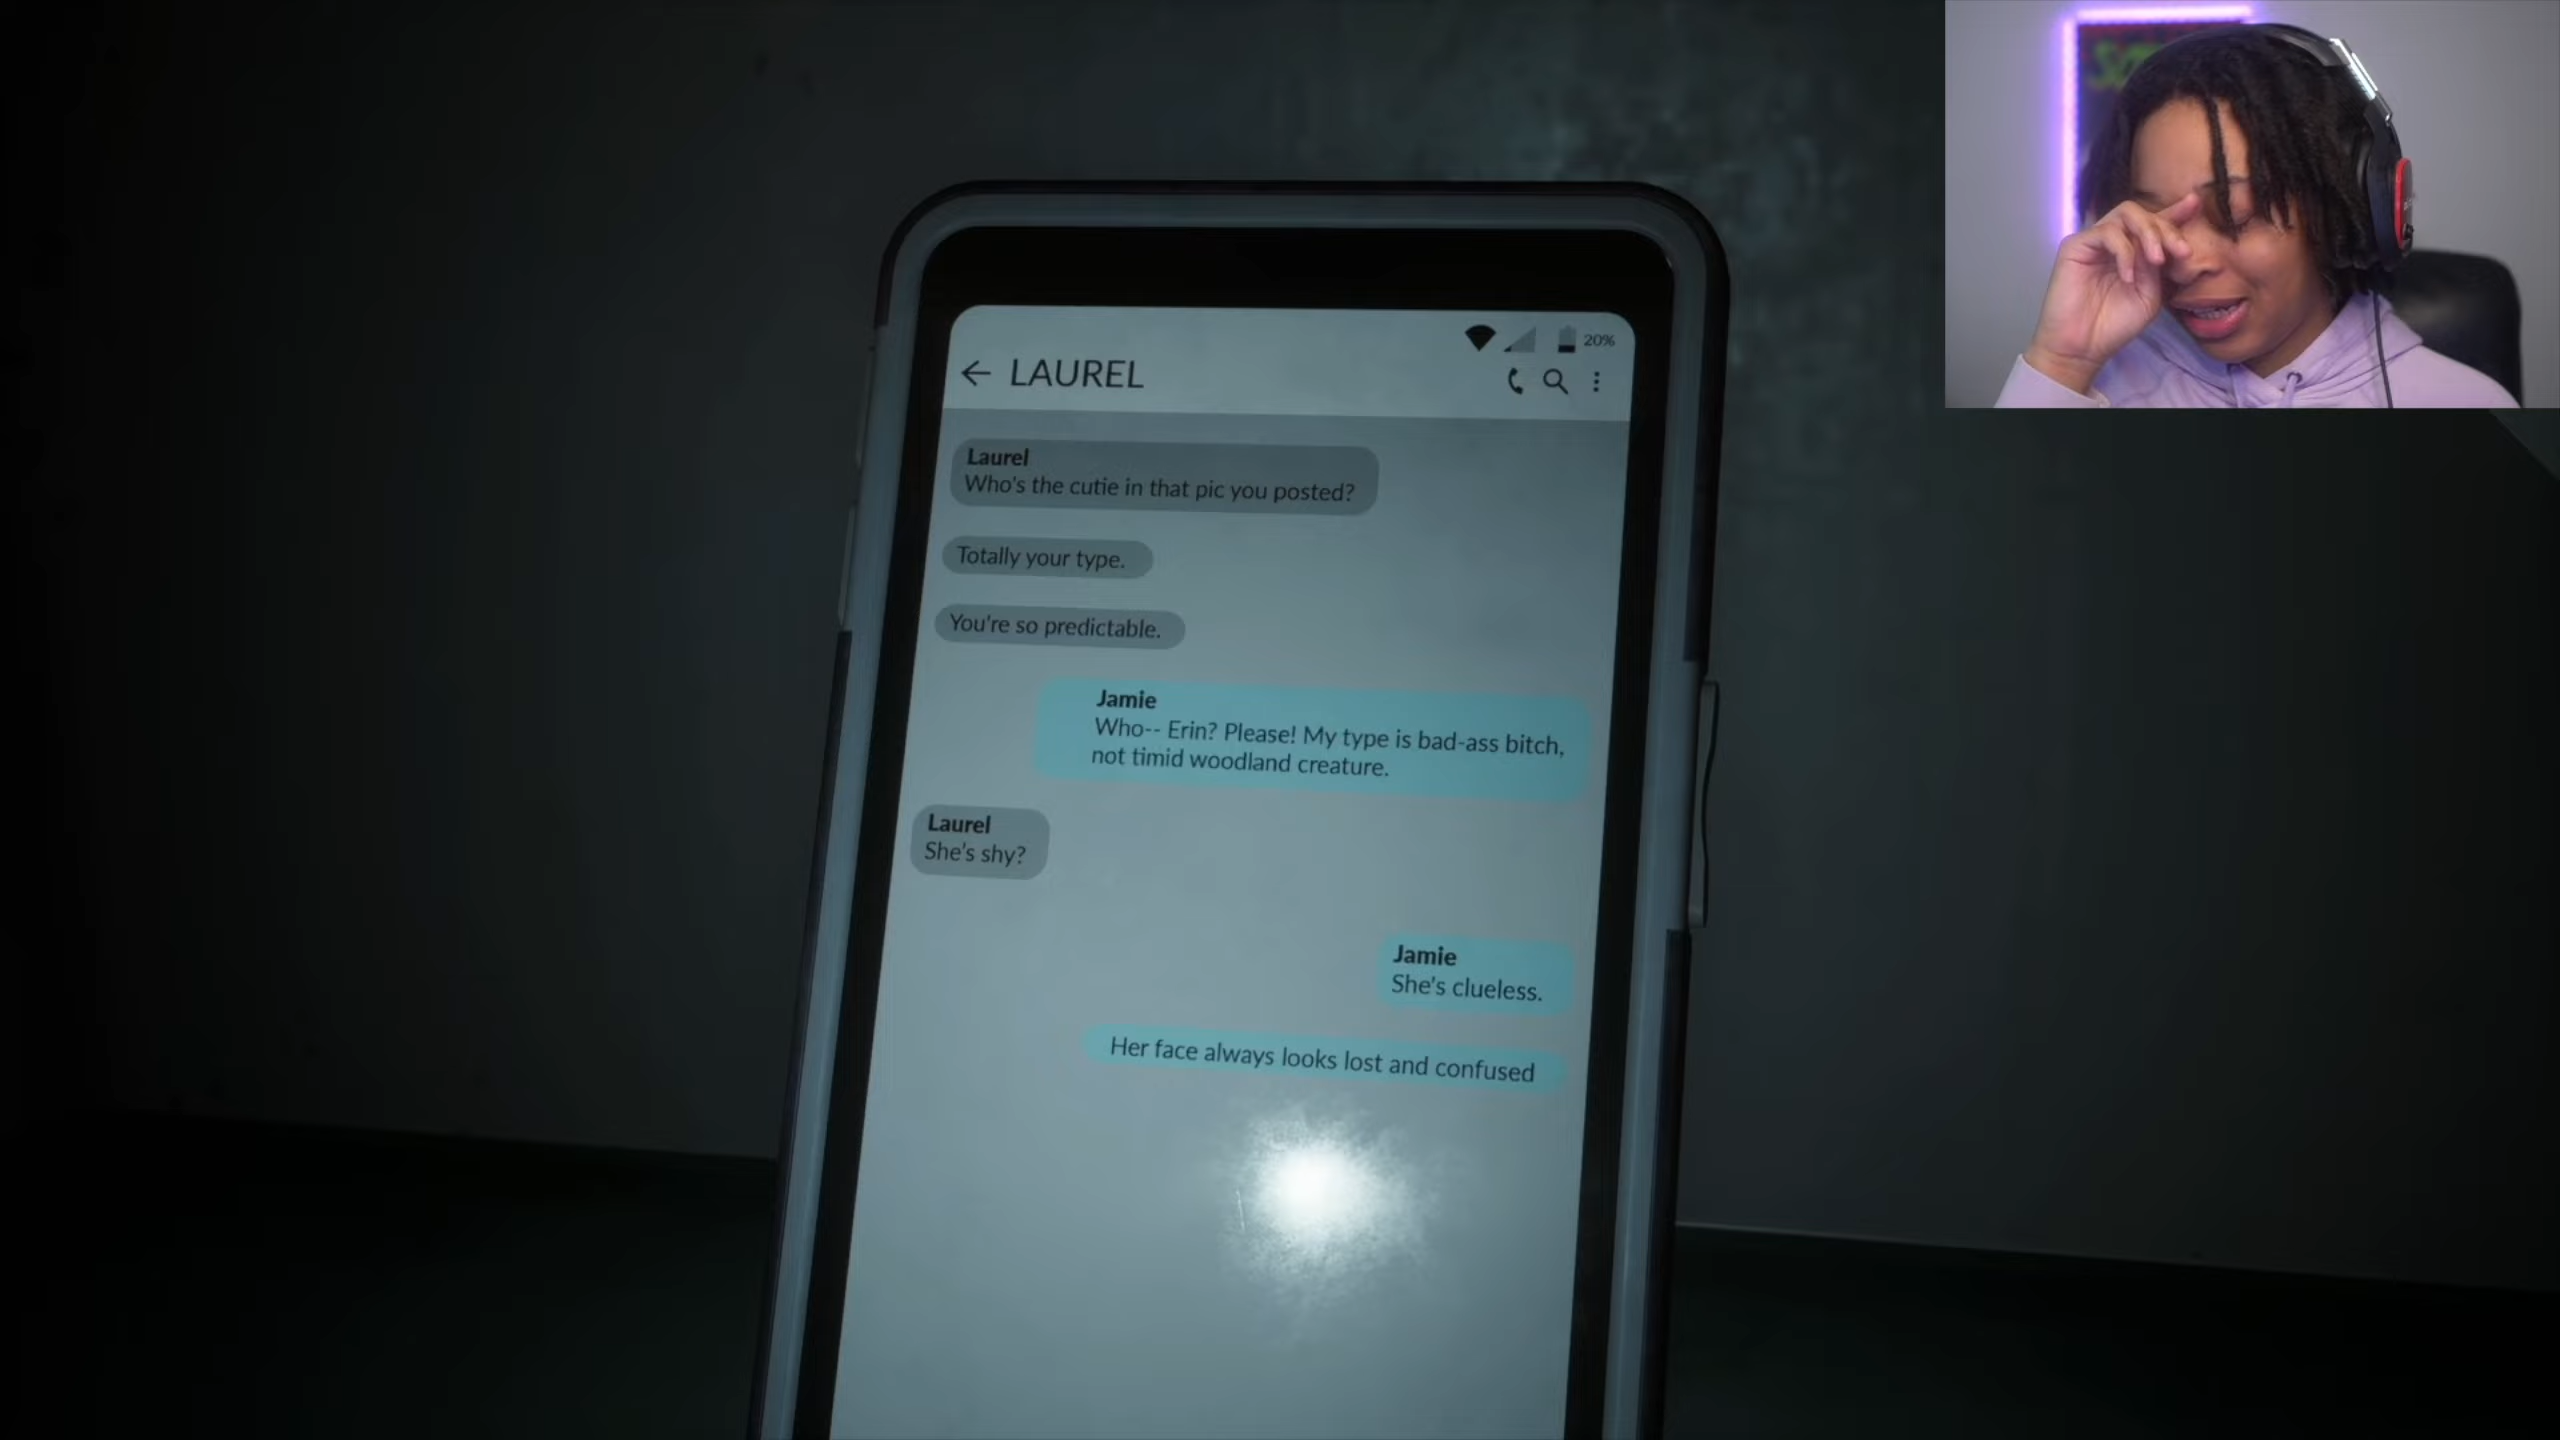 20%
LAUREL
Laurel
Who's the cutie in that pic you posted?
Totally your type.
You're so predictable.
Jamie
Who-- Erin? Please! My type is bad-ass bitch,
not timid woodland creature.
Laurel
She's shy?
Jamie
She's clueless.
Her face always looks lost and confused